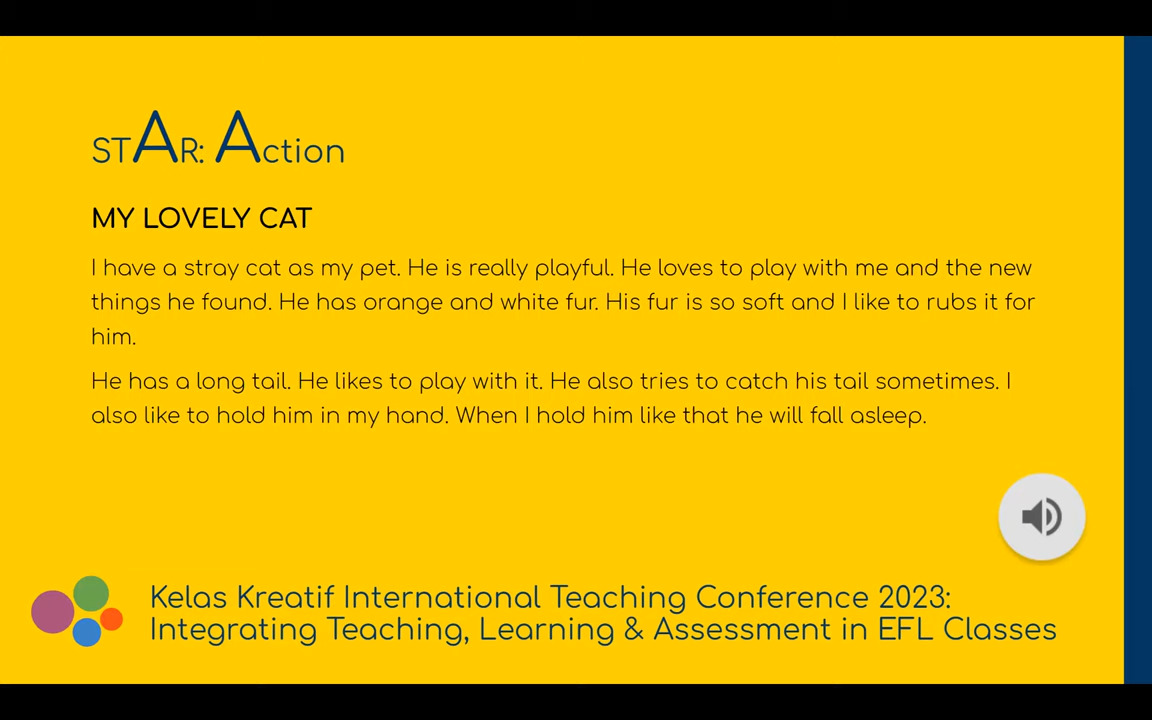 STAR: Action
MY LOVELY CAT
I have a stray cat as my pet. He is really playful. He loves to play with me and the new
things he found. He has orange and white fur. His fur is so soft and I like to rubs it for
him.
He has a long tail. He likes to play with it. He also tries to catch his tail sometimes. I
also like to hold him in my hand. When I hold him like that he will fall asleep.
Kelas Kreatif International Teaching Conference 2023:
Integrating Teaching, Learning & Assessment in EFL Classes